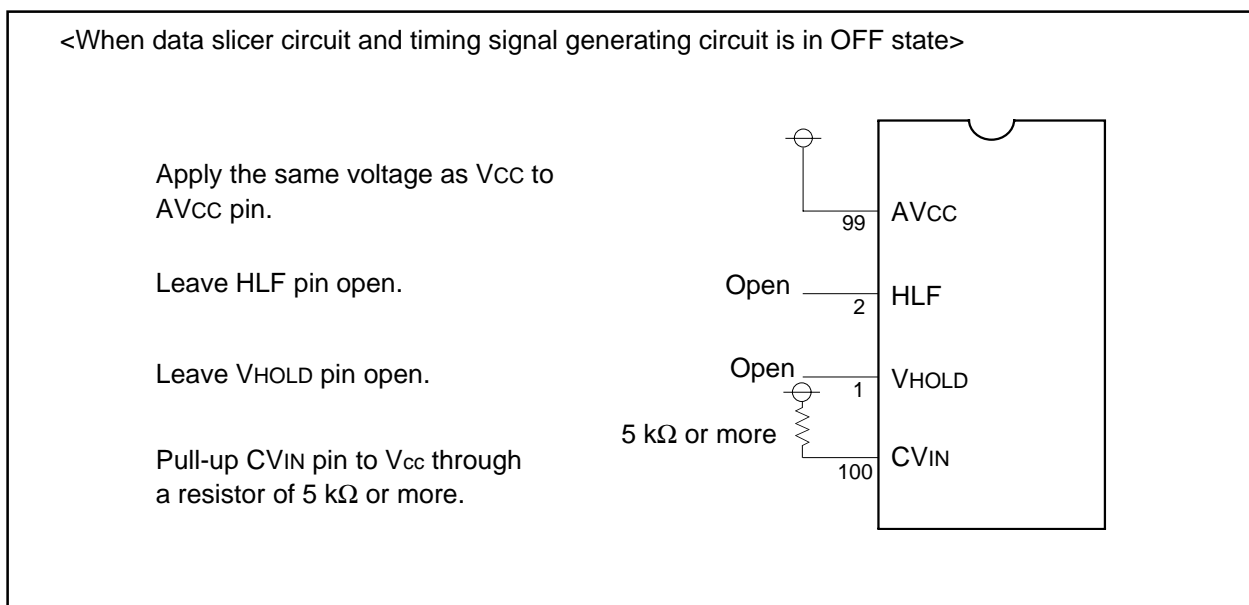 <When data slicer circuit and timing signal generating circuit is in OFF state>
Apply the same voltage as VCC to
AVCC pin.
99 AVCC
Leave HLF pin open.
Open 2 HLF
Leave VHOLD pin open.
Open 1 VHOLD
5 kΩ or more
Pull-up CVIN pin to Vcc through
a resistor of 5 kΩ or more.
100 CVIN